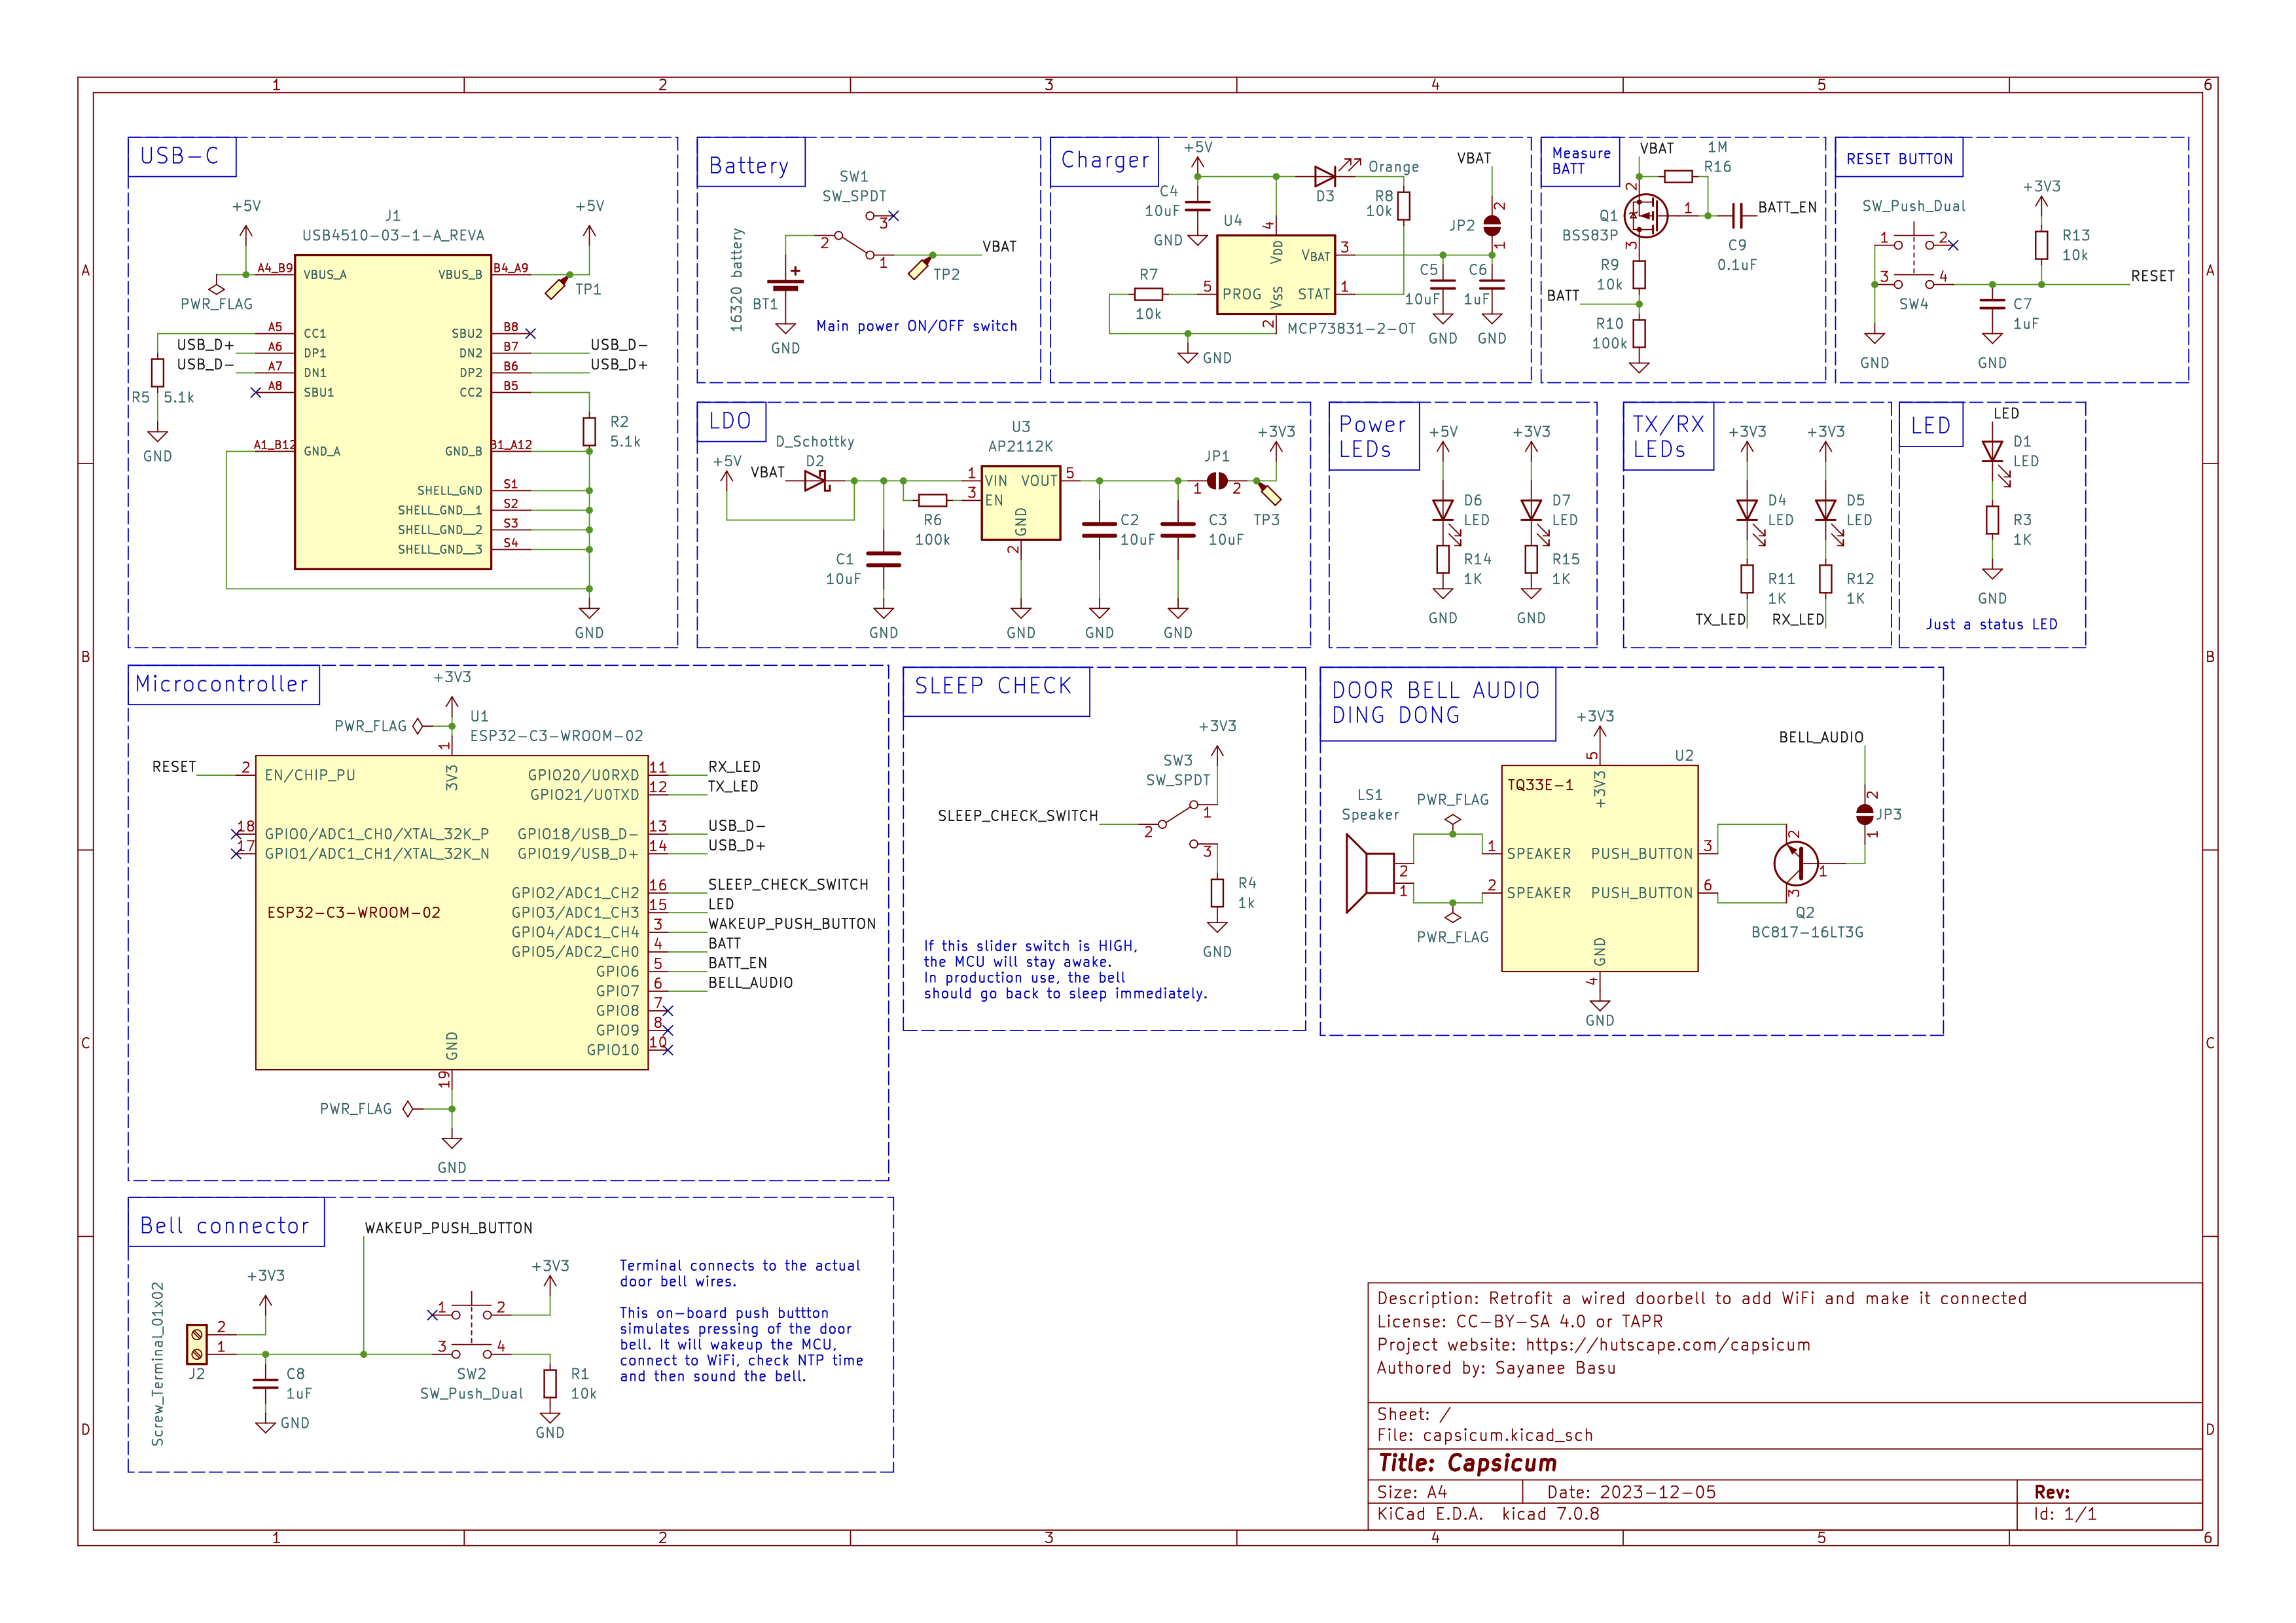 1 2 3 4 5 6
A
B
C
D
USB-C
+5V
+5V
J1
USB4510-03-1-A_REVA
PWR_FLAG
TP1
A4_B9 VBUS_A VBUS_B B4_A9
A5 CC1 SBU2 B8
USB_D+ A6 DP1 DN2 B7 USB_D-
USB_D- A7 DN1 DP2 B6 USB_D+
A8 SBU1 CC2 B5
R5 5.1k
GND
R2
5.1k
A1_B12 GND_A GND_B B1_A12
SHELL_GND S1
SHELL_GND__1 S2
SHELL_GND__2 S3
SHELL_GND__3 S4
GND
Battery
SW1
SW_SPDT
3
2
1
VBAT
TP2
16320 battery
+
BT1
GND
Main power ON/OFF switch
Charger
+5V
C4
10uF
GND
D3
Orange
R8
10k
U4
4
VDD
VBAT 3
5 PROG
STAT 1
VSS
2
MCP73831-2-OT
R7
10k
GND
VBAT
JP2
2
1
C5
10uF
GND
C6
1uF
GND
Measure
BATT
VBAT
1M
R16
2
Q1
BSS83P
1
3
BATT_EN
C9
0.1uF
R9
10k
BATT
R10
100k
RESET BUTTON
SW_Push_Dual
1 2
3 4
SW4
GND
+3V3
R13
10k
RESET
C7
1uF
GND
LDO
+5V
VBAT
D_Schottky
D2
C1
10uF
GND
R6
100k
U3
AP2112K
1 VIN VOUT 5
3 EN
GND
2
GND
C2
10uF
GND
C3
10uF
GND
JP1
1 2
+3V3
TP3
Power
LEDs
+5V
D6
LED
R14
1K
GND
+3V3
D7
LED
R15
1K
GND
TX/RX
LEDs
+3V3
D4
LED
R11
1K
TX_LED
+3V3
D5
LED
R12
1K
RX_LED
LED
LED
D1
LED
R3
1K
GND
Just a status LED
Microcontroller
+3V3
PWR_FLAG
U1
ESP32-C3-WROOM-02
1
3V3
RESET 2 EN/CHIP_PU
18 GPIO0/ADC1_CH0/XTAL_32K_P
17 GPIO1/ADC1_CH1/XTAL_32K_N
ESP32-C3-WROOM-02
GPIO20/U0RXD 11 RX_LED
GPIO21/U0TXD 12 TX_LED
GPIO18/USB_D- 13 USB_D-
GPIO19/USB_D+ 14 USB_D+
GPIO2/ADC1_CH2 16 SLEEP_CHECK_SWITCH
GPIO3/ADC1_CH3 15 LED
GPIO4/ADC1_CH4 3 WAKEUP_PUSH_BUTTON
GPIO5/ADC2_CH0 4 BATT
GPIO6 5 BATT_EN
GPIO7 6 BELL_AUDIO
GPIO8 7
GPIO9 8
GPIO10 10
GND
19
PWR_FLAG
GND
SLEEP CHECK
+3V3
SW3
SW_SPDT
SLEEP_CHECK_SWITCH
2
1
3
R4
1k
GND
If this slider switch is HIGH,
the MCU will stay awake.
In production use, the bell
should go back to sleep immediately.
DOOR BELL AUDIO
DING DONG
+3V3
5
U2
TQ33E-1
+3V3
LS1
Speaker
PWR_FLAG
2
1
PWR_FLAG
1 SPEAKER PUSH_BUTTON 3
2 SPEAKER PUSH_BUTTON 6
GND
4
GND
BELL_AUDIO
2
JP3
1
2
1
3
Q2
BC817-16LT3G
Bell connector
WAKEUP_PUSH_BUTTON
+3V3
Screw_Terminal_01x02
2
1
J2
C8
1uF
GND
1 2
3 4
SW2
SW_Push_Dual
+3V3
R1
10k
GND
Terminal connects to the actual
door bell wires.
This on-board push buttton
simulates pressing of the door
bell. It will wakeup the MCU,
connect to WiFi, check NTP time
and then sound the bell.
Description: Retrofit a wired doorbell to add WiFi and make it connected
License: CC-BY-SA 4.0 or TAPR
Project website: https://hutscape.com/capsicum
Authored by: Sayanee Basu
Sheet: /
File: capsicum.kicad_sch
Title: Capsicum
Size: A4 Date: 2023-12-05 Rev:
KiCad E.D.A. kicad 7.0.8 Id: 1/1
A
B
C
D
1 2 3 4 5 6